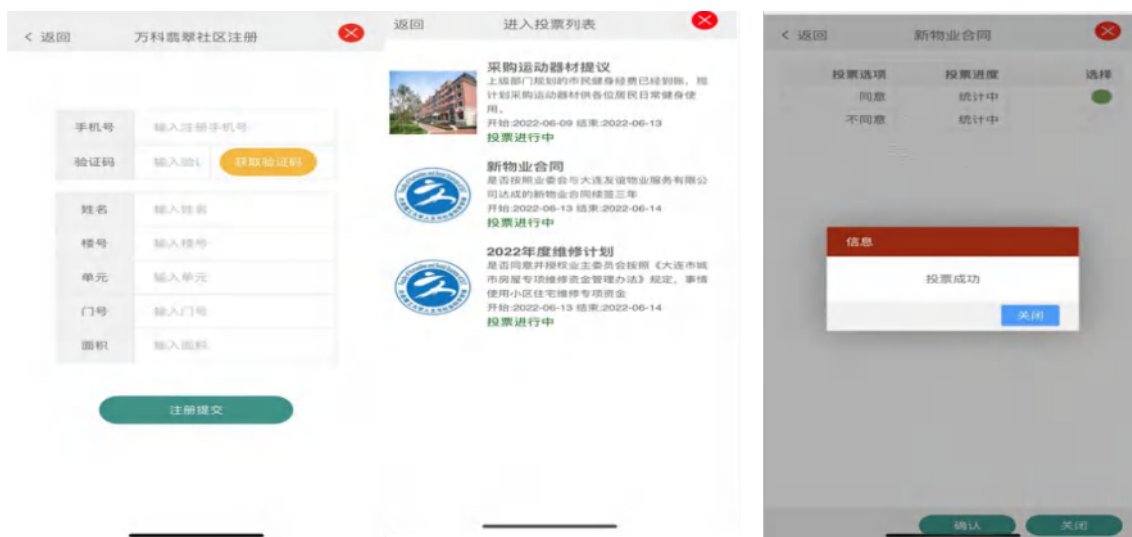 < 返回 万科翡翠社区注册
手机号 输入注册手机号
验证码 输入验证 获取验证码
姓名 输入姓名
楼号 输入楼号
单元 输入单元
门号 输入门号
面积 输入面积
注册提交
返回 进入投票列表
采购运动器材提议
上级部门规划的市民健身经费已经到账,现
计划采购运动器材供各位居民日常健身使
用。
开始:2022-06-09 结束:2022-06-13
投票进行中
新物业合同
是否按照业委会与大连友谊物业服务有限公
司达成的新物业合同续签三年
开始:2022-06-13 结束:2022-06-14
投票进行中
2022年度维修计划
是否同意并授权业主委员会按照《大连市城
市房屋专项维修资金管理办法》规定,事情
使用小区住宅维修专项资金
开始:2022-06-13 结束:2022-06-14
投票进行中
< 返回 新物业合同
投票选项 投票进度 选择
同意 统计中
不同意 统计中
信息
投票成功
关闭
确认 关闭